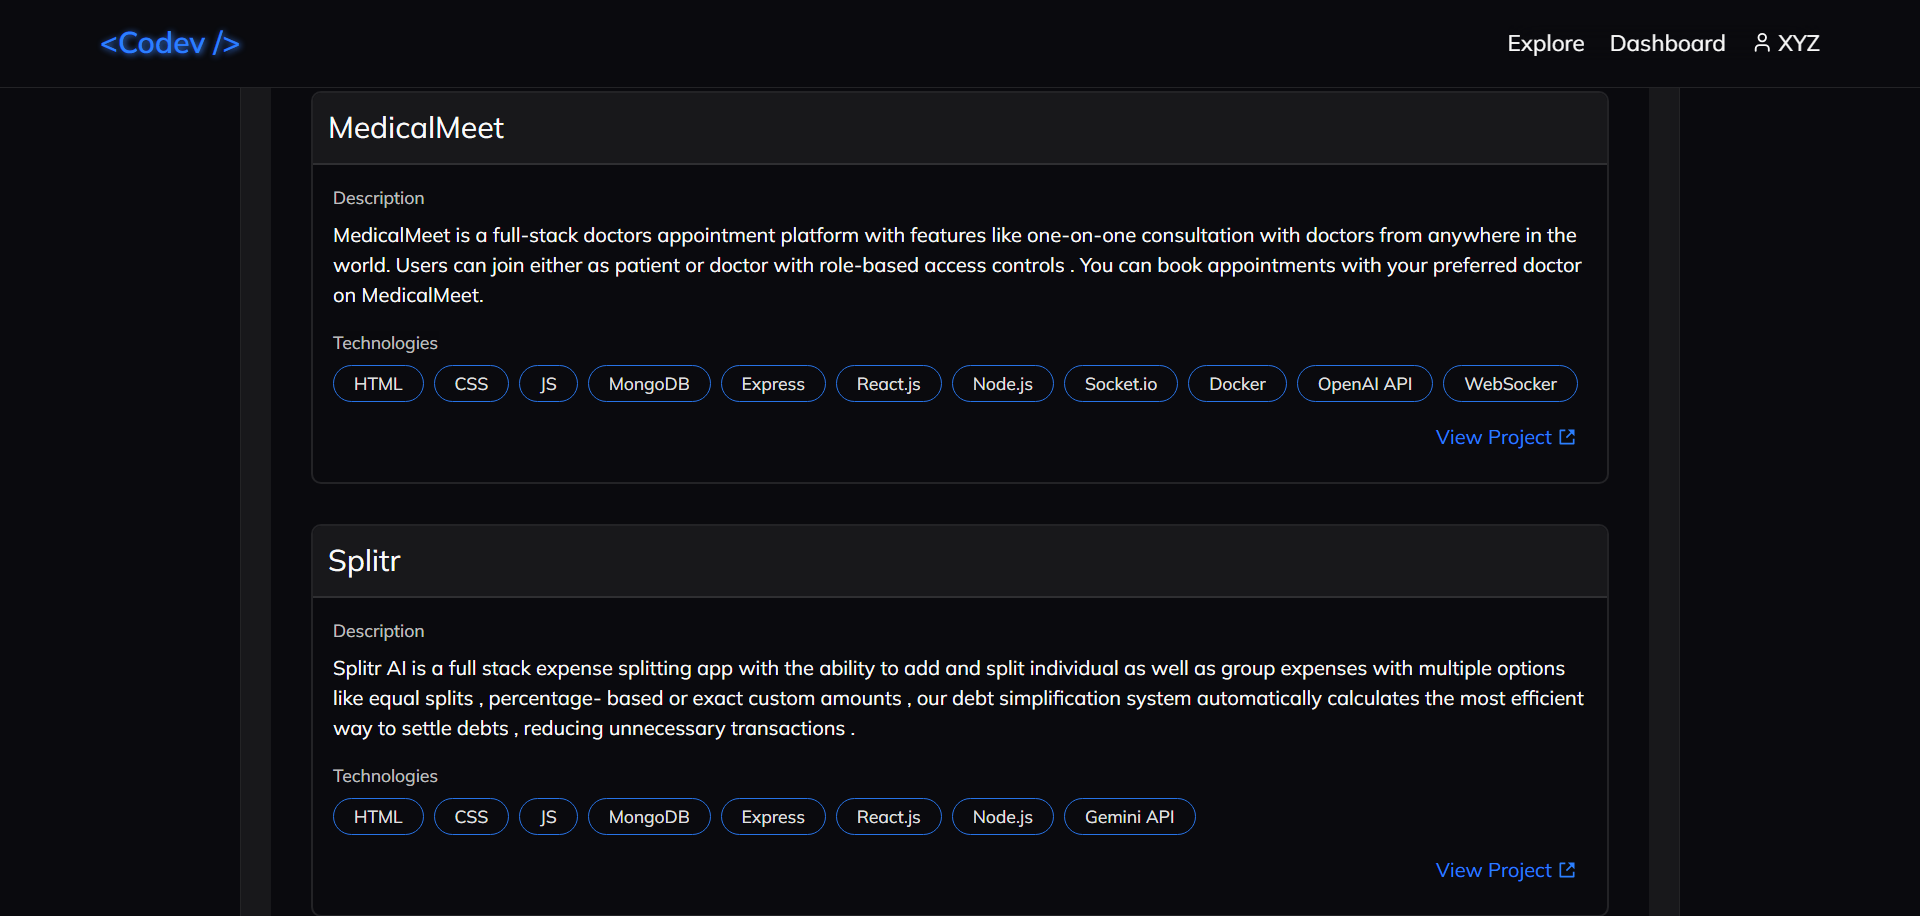 <Codev />
Explore Dashboard XYZ
MedicalMeet
Description
MedicalMeet is a full-stack doctors appointment platform with features like one-on-one consultation with doctors from anywhere in the
world. Users can join either as patient or doctor with role-based access controls . You can book appointments with your preferred doctor
on MedicalMeet.
Technologies
HTML CSS JS MongoDB Express React.js Node.js Socket.io Docker OpenAI API WebSocker
View Project
Splitr
Description
Splitr AI is a full stack expense splitting app with the ability to add and split individual as well as group expenses with multiple options
like equal splits , percentage- based or exact custom amounts , our debt simplification system automatically calculates the most efficient
way to settle debts , reducing unnecessary transactions .
Technologies
HTML CSS JS MongoDB Express React.js Node.js Gemini API
View Project